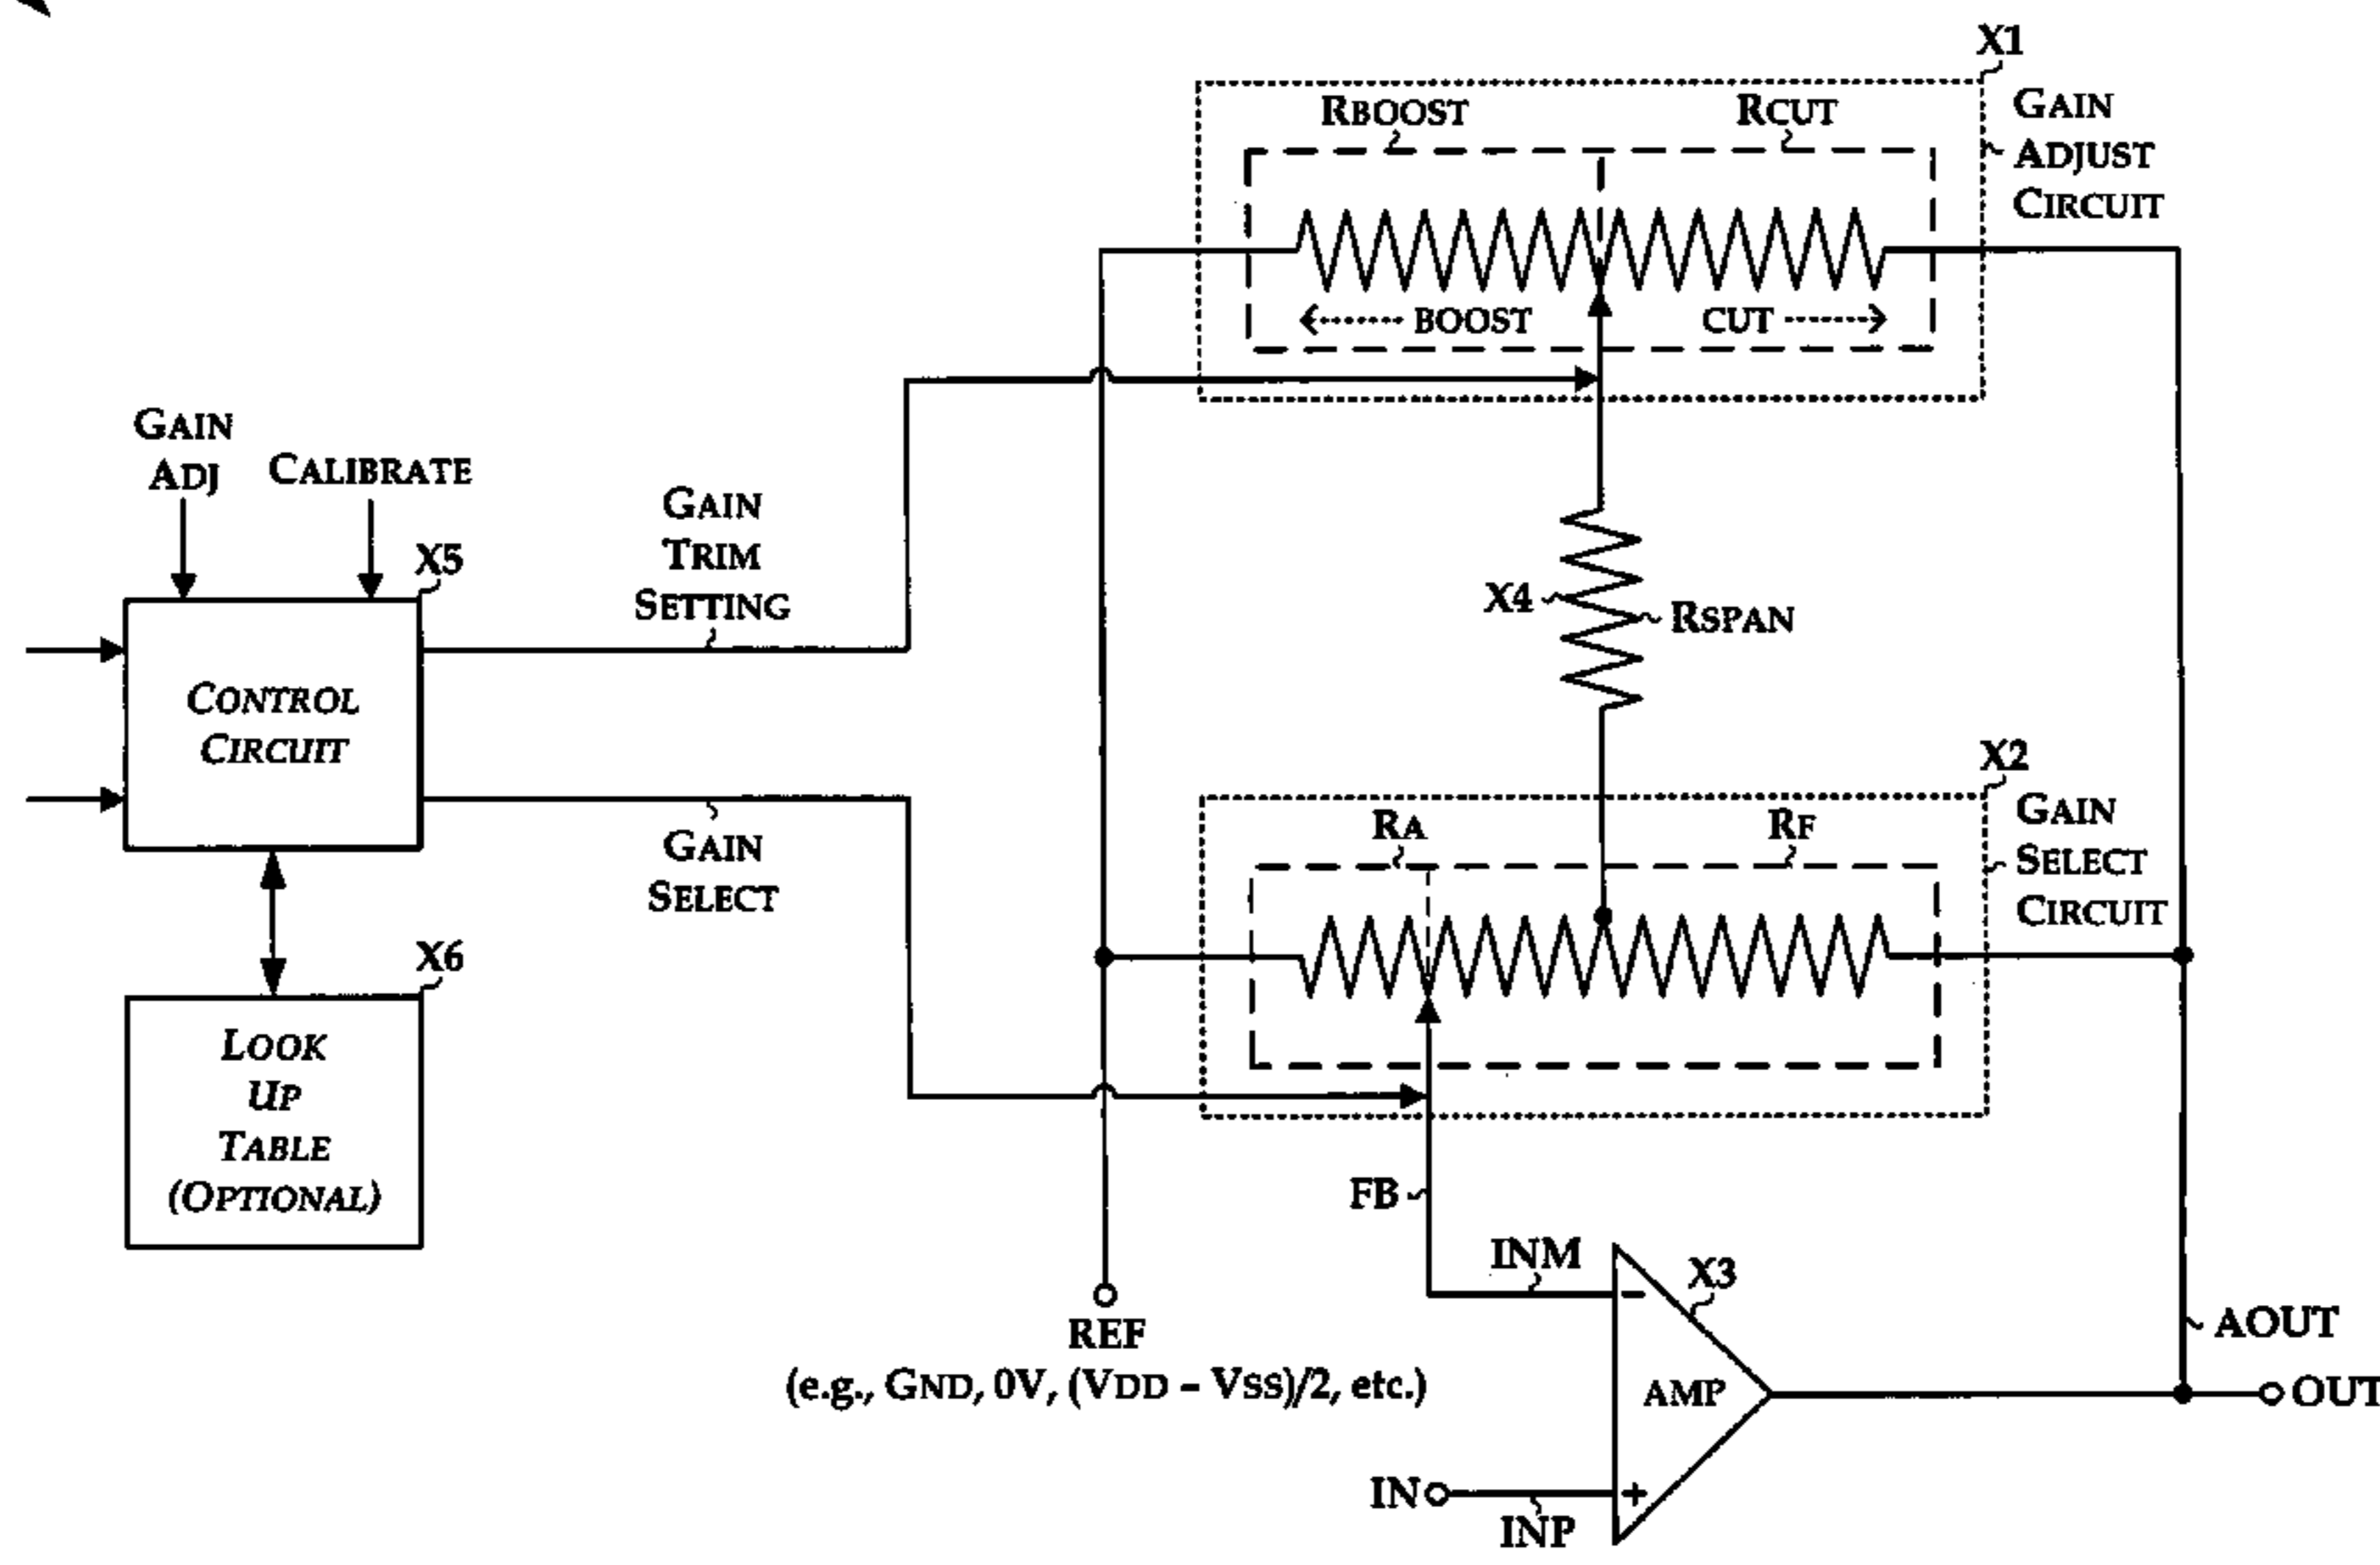 X1
RBOOST
RCUT
GAIN
ADJUST
CIRCUIT
BOOST
CUT
GAIN
ADJ
CALIBRATE
X5
GAIN
TRIM
SETTING
X4
RSPAN
CONTROL
CIRCUIT
X2
RA
RF
GAIN
SELECT
CIRCUIT
GAIN
SELECT
X6
LOOK
UP
TABLE
(OPTIONAL)
FB
INM
X3
REF
(e.g., GND, 0V, (VDD – VSS)/2, etc.)
AOUT
AMP
OUT
IN
INP
- 
+